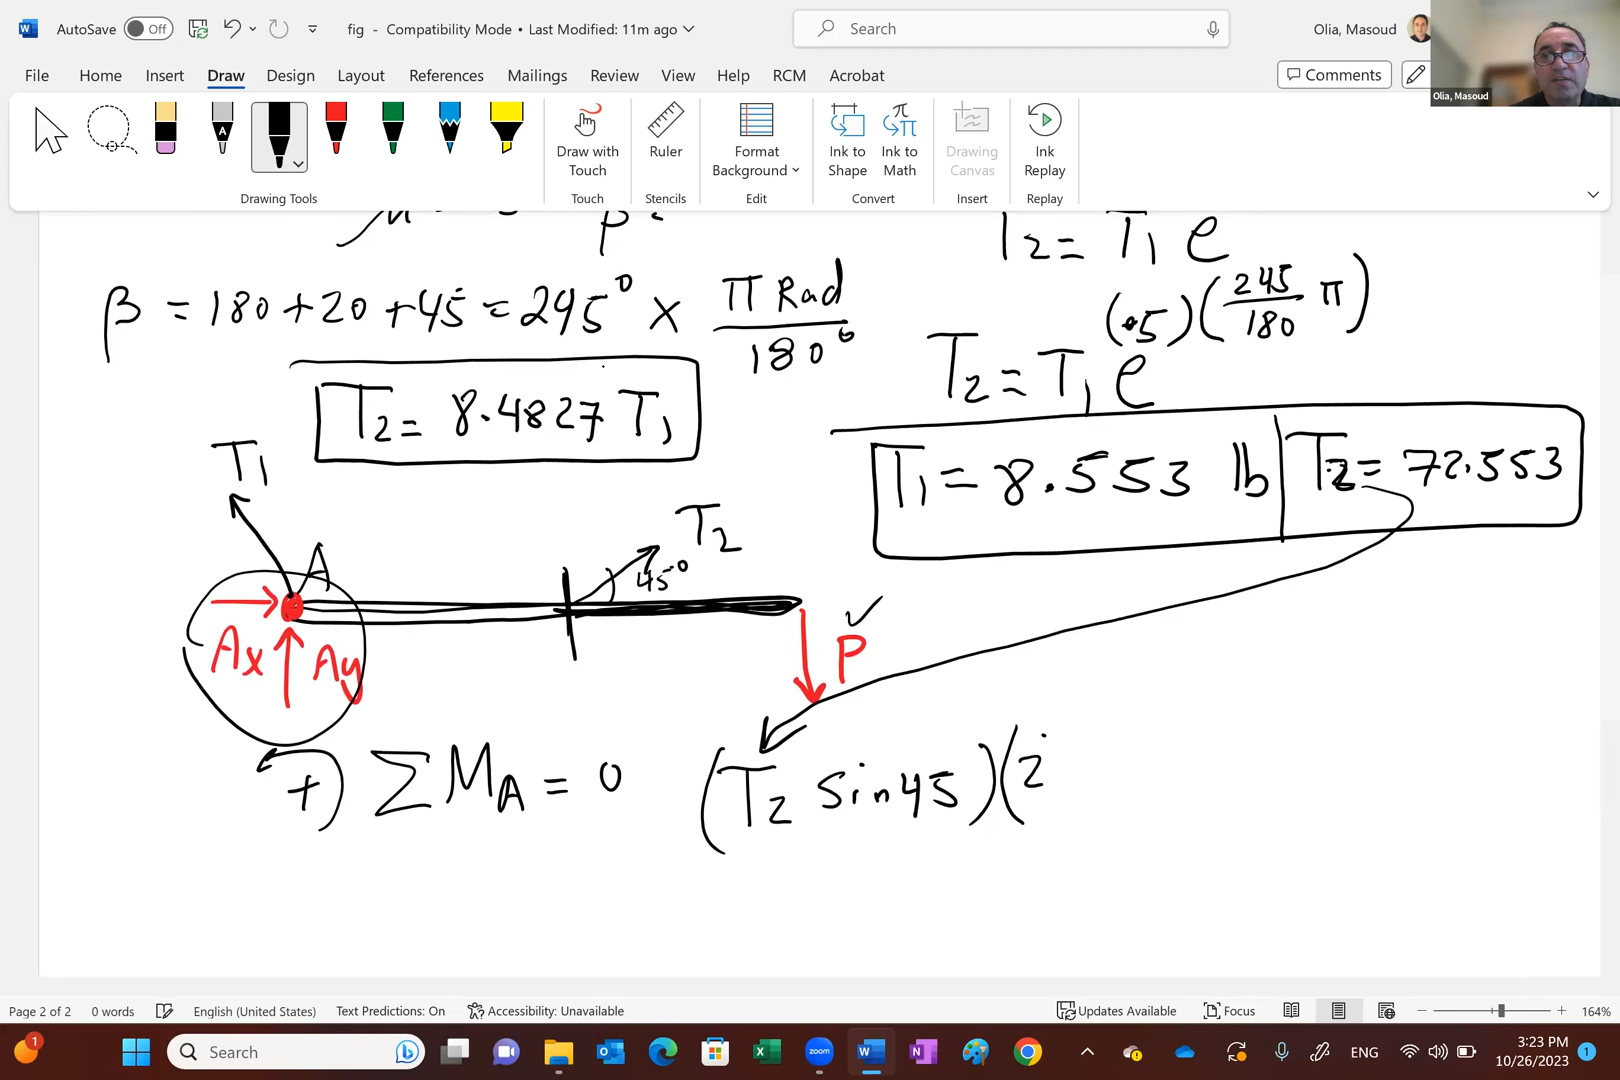 AutoSave Off fig - Compatibility Mode • Last Modified: 11m ago Search Olia, Masoud
File Home Insert Draw Design Layout References Mailings Review View Help RCM Acrobat Comments
Olia, Masoud
Draw with Touch
Ruler
Format Background
Ink to Shape
Ink to Math
Drawing Canvas
Ink Replay
Drawing Tools Touch Stencils Edit Convert Insert Replay
T2 = T1 e
β = 180 + 20 + 45 = 245° × π Rad / 180°
T2 = T1 e (.5)(245/180 π)
T2 = 8.4827 T1
T1 = 8.553 lb T2 = 72.553
T1
T2
A
45°
Ax Ay
P
+) ΣMA = 0 (T2 Sin45)(2
Page 2 of 2 0 words English (United States) Text Predictions: On Accessibility: Unavailable Updates Available Focus 164%
1 Search zoom ENG 3:23 PM
10/26/2023 1